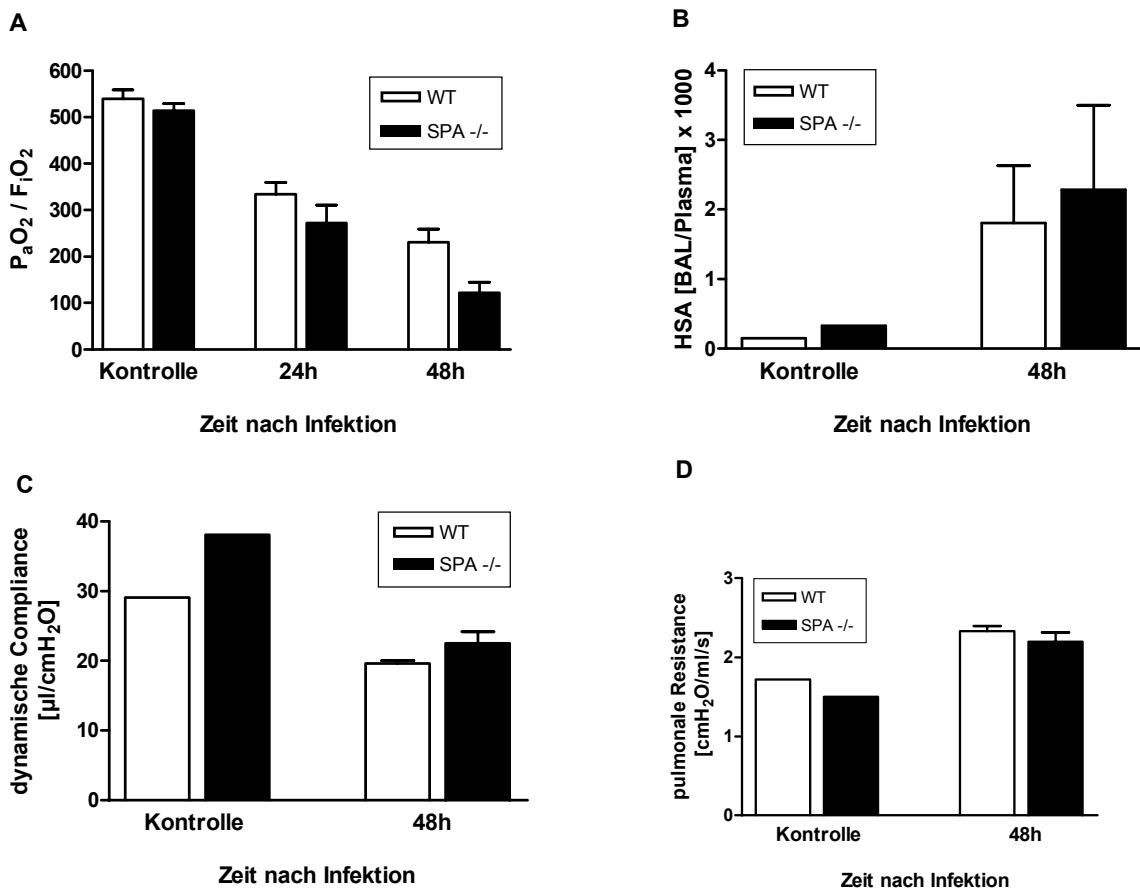 A
PaO2 / FiO2
600
500
400
300
200
100
0
WT
SPA -/-
Kontrolle 24h 48h
Zeit nach Infektion
B
HSA [BAL/Plasma] x 1000
4
3
2
1
0
WT
SPA -/-
Kontrolle 48h
Zeit nach Infektion
C
dynamische Compliance
[µl/cmH2O]
40
30
20
10
0
WT
SPA -/-
Kontrolle 48h
Zeit nach Infektion
D
pulmonale Resistance
[cmH2O/ml/s]
3
2
1
0
WT
SPA -/-
Kontrolle 48h
Zeit nach Infektion